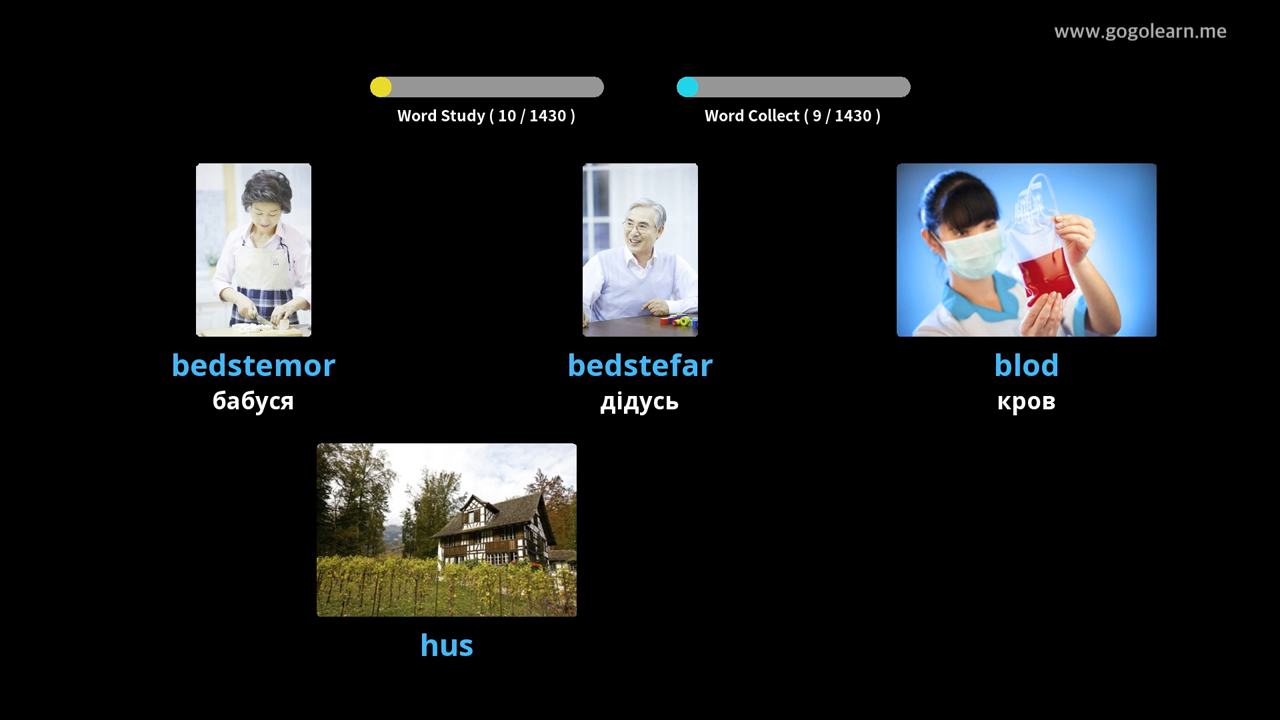 www.gogolearn.me
Word Study ( 10 / 1430 )
Word Collect ( 9 / 1430 )
bedstemor
бабуся
bedstefar
дідусь
blod
кров
hus